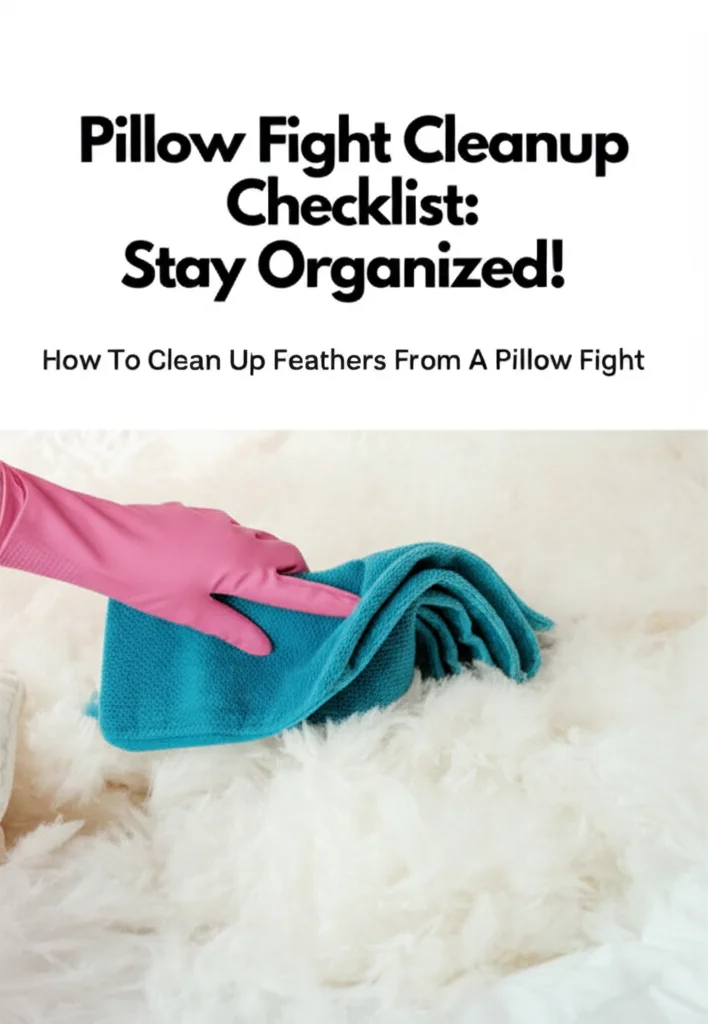 Pillow Fight Cleanup
Checklist:
Stay Organized!
How To Clean Up Feathers From A Pillow Fight